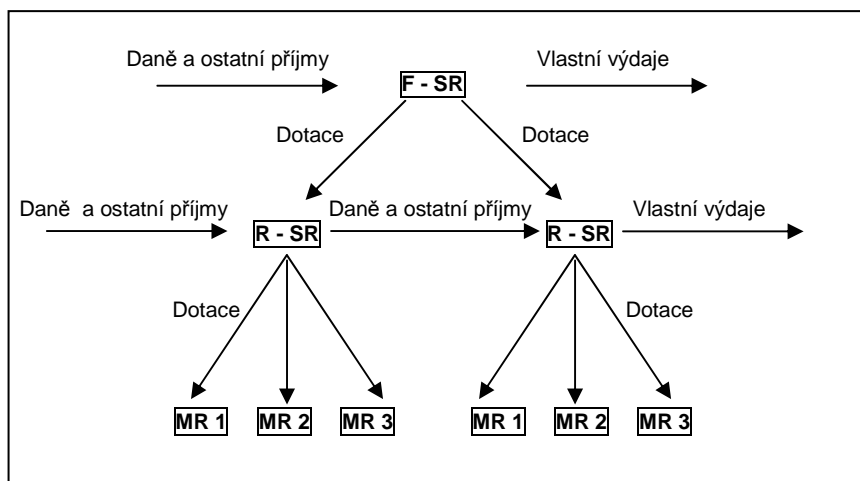 Daně a ostatní příjmy
Vlastní výdaje
F - SR
Dotace
Dotace
Daně a ostatní příjmy
Daně a ostatní příjmy
Vlastní výdaje
R - SR
R - SR
Dotace
Dotace
MR 1
MR 2
MR 3
MR 1
MR 2
MR 3